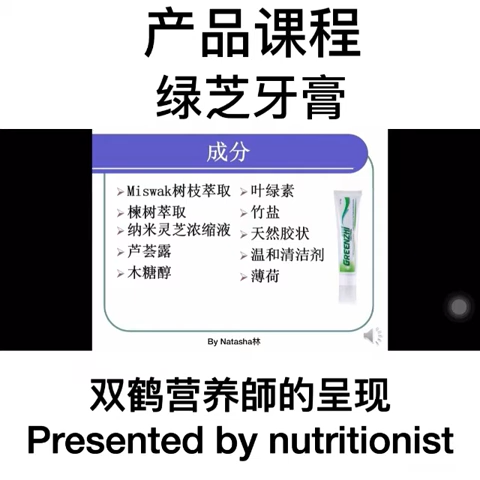 产品课程
绿芝牙膏
成分
Miswak树枝萃取
楝树萃取
纳米灵芝浓缩液
芦荟露
木糖醇
叶绿素
竹盐
天然胶状
温和清洁剂
薄荷
GREENZHI
By Natasha林
双鹤营养師的呈现
Presented by nutritionist